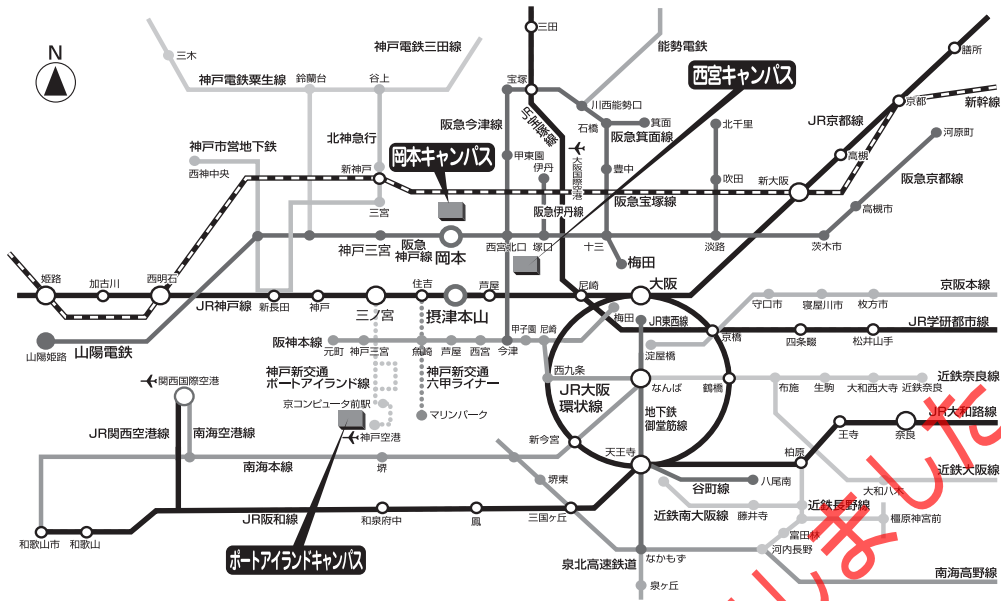 N
三木
神戸電鉄粟生線
鈴蘭台
谷上
神戸電鉄三田線
三田
能勢電鉄
宝塚
川西能勢口
西宮キャンパス
膳所
京都
新幹線
JR宝塚線
阪急今津線
石橋
箕面
阪急箕面線
北千里
JR京都線
河原町
北神急行
神戸市営地下鉄
西神中央
新神戸
岡本キャンパス
甲東園
伊丹
大阪国際空港
豊中
吹田
新大阪
高槻
阪急京都線
三宮
阪急伊丹線
阪急宝塚線
高槻市
神戸三宮
阪急
神戸線
岡本
西宮北口
塚口
十三
梅田
淡路
茨木市
姫路
加古川
西明石
JR神戸線
新長田
神戸
三ノ宮
住吉
摂津本山
芦屋
尼崎
大阪
京阪本線
守口市
寝屋川市
枚方市
山陽姫路
山陽電鉄
阪神本線
元町
神戸三宮
魚崎
芦屋
西宮
今津
甲子園
尼崎
梅田
JR東西線
淀屋橋
京橋
JR学研都市線
四条畷
松井山手
神戸新交通
ポートアイランド線
神戸新交通
六甲ライナー
西九条
JR大阪
環状線
なんば
鶴橋
近鉄奈良線
布施
生駒
大和西大寺
近鉄奈良
関西国際空港
京コンピュータ前駅
神戸空港
マリンパーク
地下鉄
御堂筋線
JR関西空港線
南海空港線
新今宮
天王寺
JR大和路線
王寺
奈良
柏原
南海本線
堺
堺東
谷町線
八尾南
近鉄大阪線
大和八木
近鉄南大阪線
藤井寺
近鉄長野線
橿原神宮前
富田林
河内長野
和歌山市
和歌山
JR阪和線
和泉府中
鳳
三国ヶ丘
ポートアイランドキャンパス
泉北高速鉄道
なかもず
泉ヶ丘
南海高野線
しました